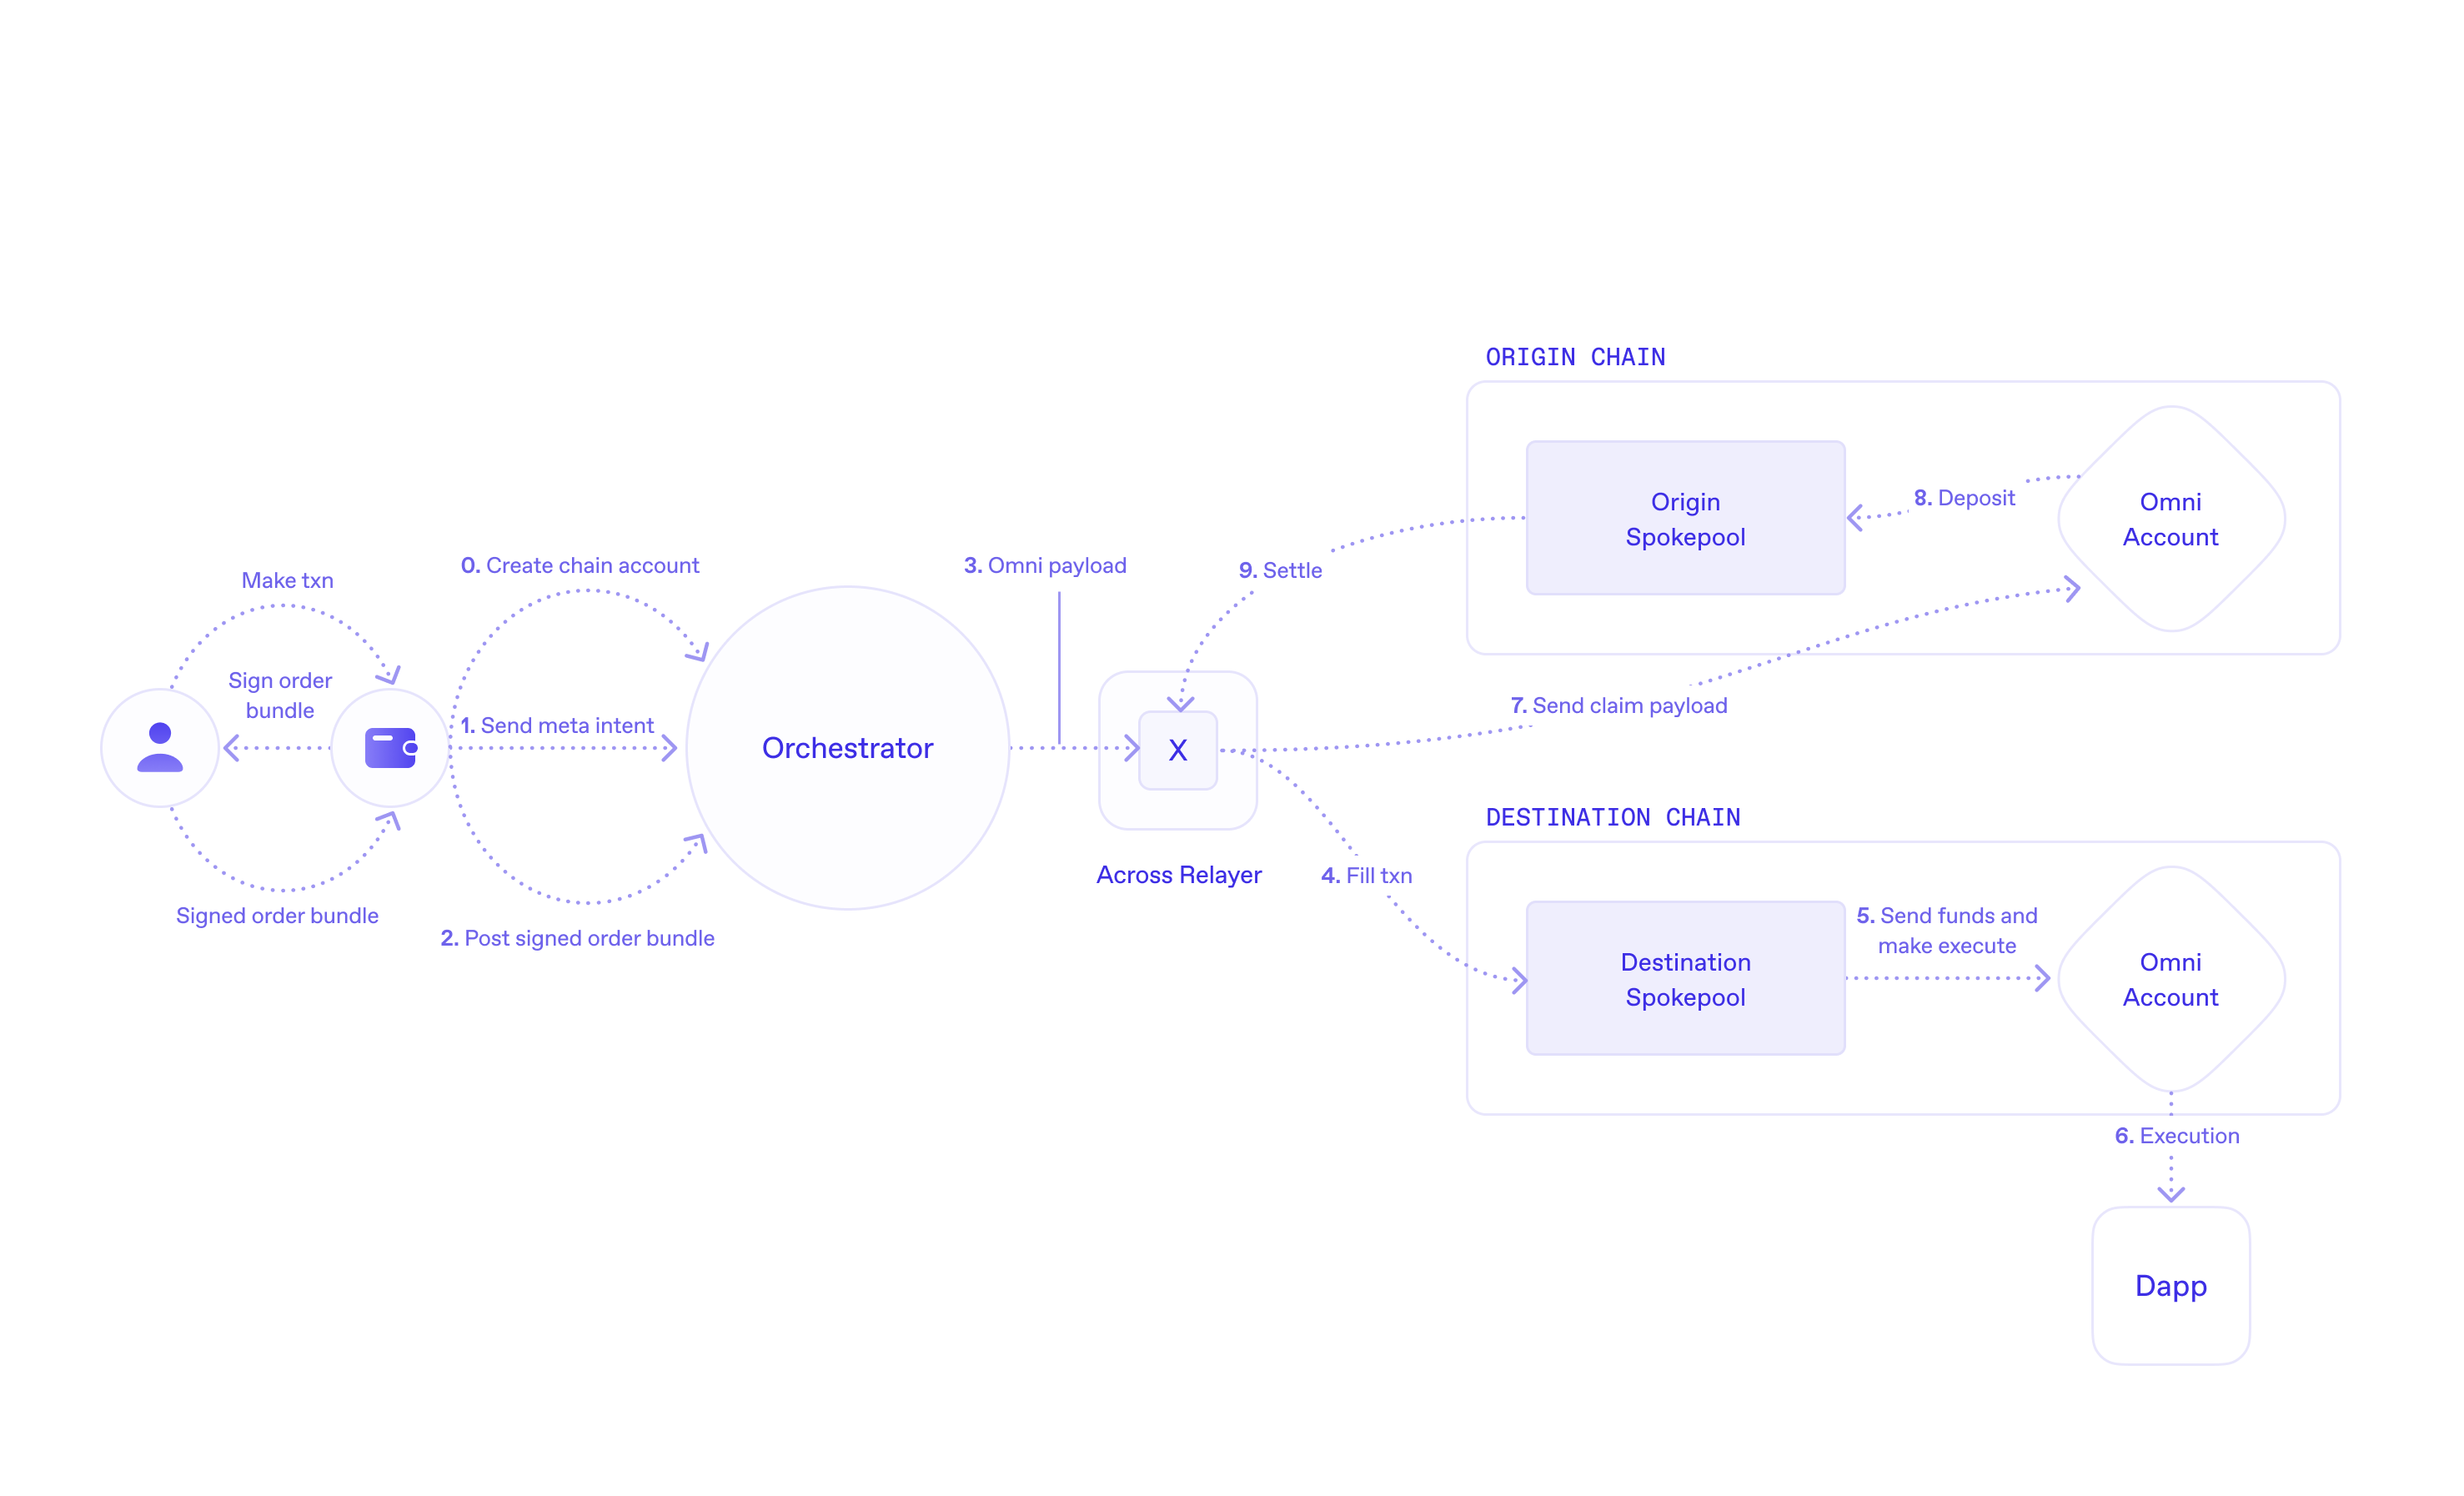 Make txn
Sign order
bundle
Signed order bundle
0. Create chain account
1. Send meta intent
2. Post signed order bundle
Orchestrator
3. Omni payload
X
Across Relayer
9. Settle
7. Send claim payload
4. Fill txn
ORIGIN CHAIN
Origin
Spokepool
8. Deposit
Omni
Account
DESTINATION CHAIN
Destination
Spokepool
5. Send funds and
make execute
Omni
Account
6. Execution
Dapp